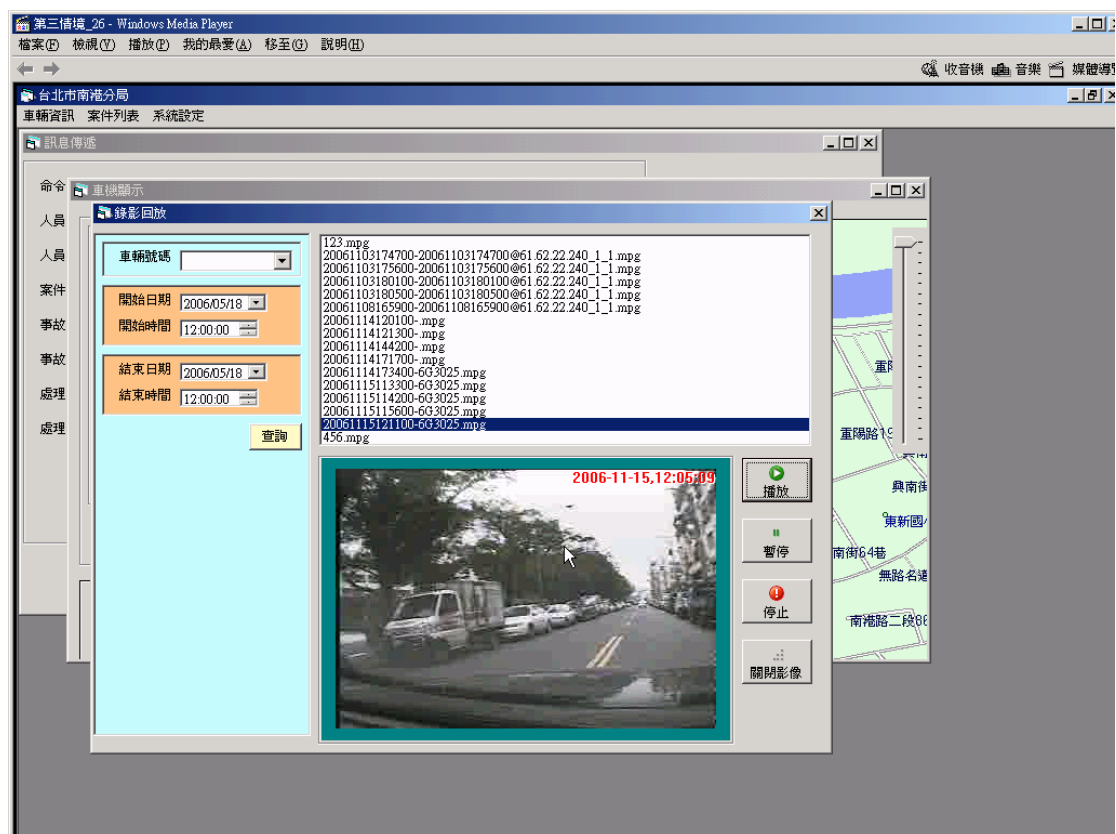 第三情境_26 - Windows Media Player
檔案(F) 檢視(V) 播放(P) 我的最愛(A) 移至(G) 說明(H)
收音機 音樂 媒體導覽
台北市南港分局
車輛資訊 案件列表 系統設定
訊息傳遞
命令
車機顯示
人員
錄影回放
人員
案件
事故
事故
處理
處理
車輛號碼
開始日期 2006/05/18
開始時間 12:00:00
結束日期 2006/05/18
結束時間 12:00:00
查詢
123.mpg
20061103174700-20061103174700@61.62.22.240_1_1.mpg
20061103175600-20061103175600@61.62.22.240_1_1.mpg
20061103180100-20061103180100@61.62.22.240_1_1.mpg
20061103180500-20061103180500@61.62.22.240_1_1.mpg
20061108165900-20061108165900@61.62.22.240_1_1.mpg
20061114120100-.mpg
20061114121300-.mpg
20061114144200-.mpg
20061114171700-.mpg
20061114173400-6G3025.mpg
20061115113300-6G3025.mpg
20061115114200-6G3025.mpg
20061115115600-6G3025.mpg
20061115121100-6G3025.mpg
456.mpg
2006-11-15,12:05:09
播放
暫停
停止
關閉影像
重陽路19
興南街
東新國小
南街64巷
無路名道
南港路二段86